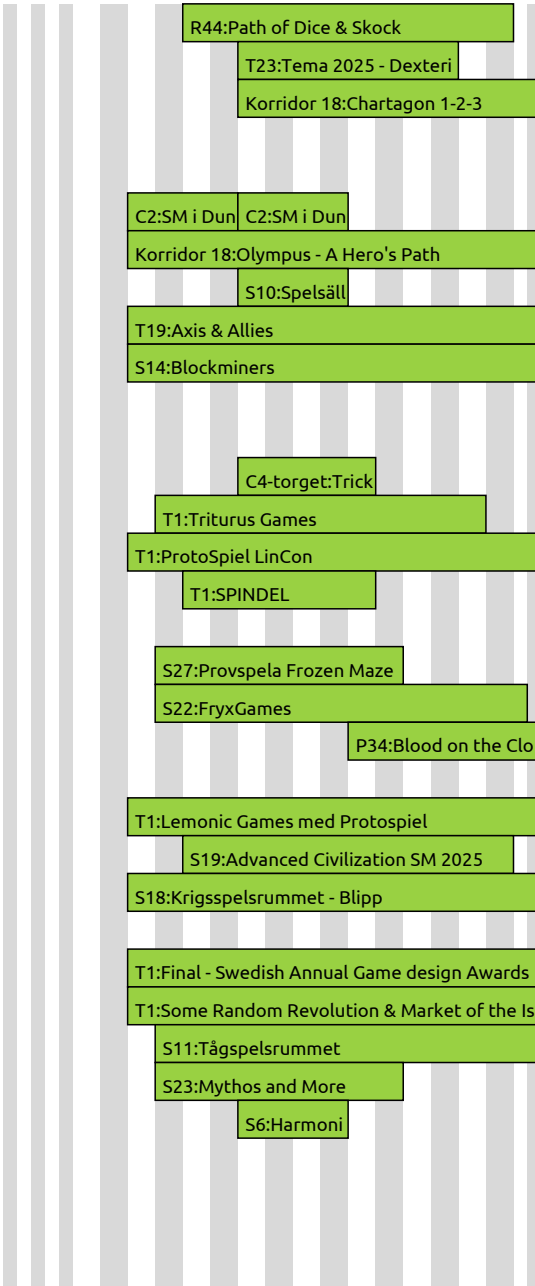 R44:Path of Dice & Skock
T23:Tema 2025 - Dexteri
Korridor 18:Chartagon 1-2-3
C2:SM i Dun C2:SM i Dun
Korridor 18:Olympus - A Hero's Path
S10:Spelsäll
T19:Axis & Allies
S14:Blockminers
C4-torget:Trick
T1:Triturus Games
T1:ProtoSpiel LinCon
T1:SPINDEL
S27:Provspela Frozen Maze
S22:FryxGames
P34:Blood on the Clo
T1:Lemonic Games med Protospiel
S19:Advanced Civilization SM 2025
S18:Krigsspelsrummet - Blipp
T1:Final - Swedish Annual Game design Awards
T1:Some Random Revolution & Market of the Is
S11:Tågspelsrummet
S23:Mythos and More
S6:Harmoni